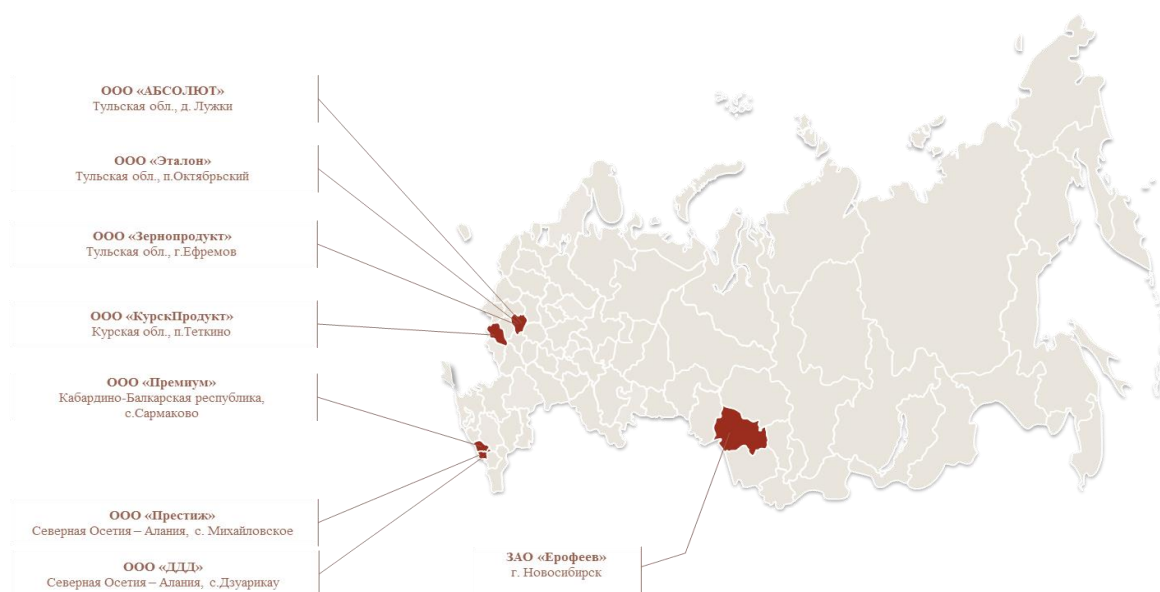 ООО «АБСОЛЮТ»
Тульская обл., д. Лужки
ООО «Эталон»
Тульская обл., п.Октябрьский
ООО «Зернопродукт»
Тульская обл., г.Ефремов
ООО «КурскПродукт»
Курская обл., п.Теткино
ООО «Премиум»
Кабардино-Балкарская республика,
с.Сармаково
ООО «Престиж»
Северная Осетия – Алания, с. Михайловское
ООО «ДДД»
Северная Осетия – Алания, с.Дзуарикау
ЗАО «Ерофеев»
г. Новосибирск